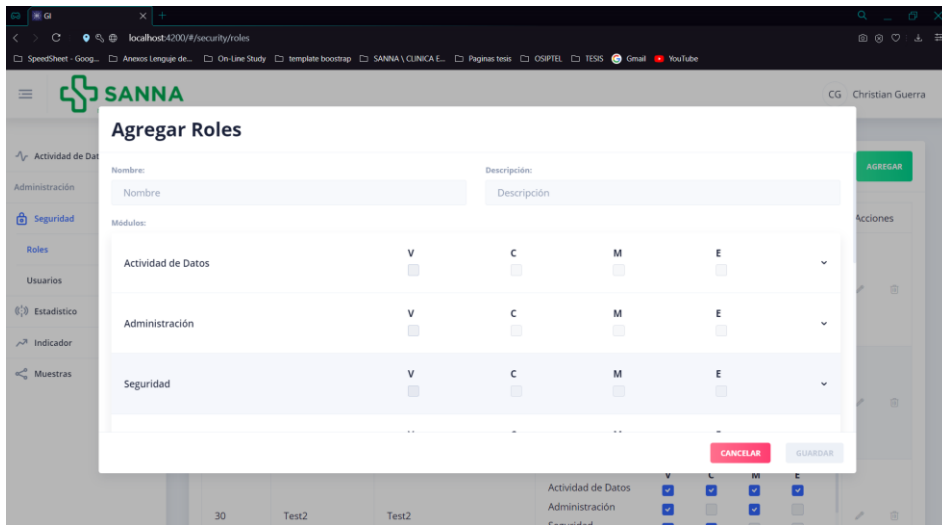 GI
localhost:4200/#/security/roles
SpeedSheet - Goog... Anexos Lenguje de... On-Line Study template boostrap SANNA \ CLINICA E... Paginas tesis OSIPTEL TESIS Gmail YouTube
SANNA
CG Christian Guerra
Agregar Roles
Actividad de Dat
AGREGAR
Nombre: Descripción:
Administración
Nombre Descripción
Seguridad
Acciones
Módulos:
Roles
V C M E
Actividad de Datos
Usuarios
Estadistico
V C M E
Administración
Indicador
Muestras
V C M E
Seguridad
CANCELAR GUARDAR
V C M E
Actividad de Datos
Administración
30 Test2 Test2